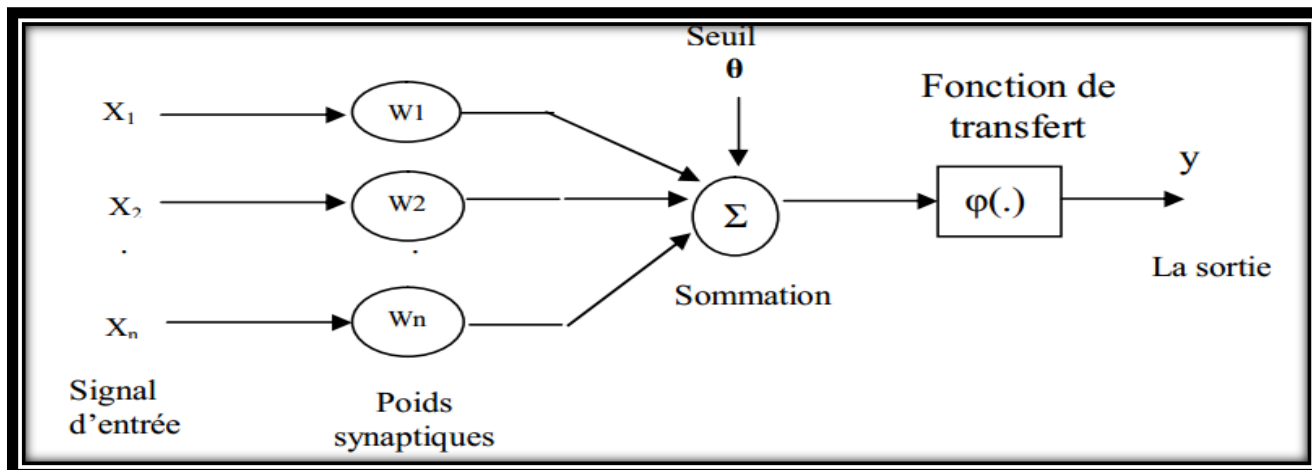 Seuil
θ
Fonction de
transfert
X₁
W1
y
X₂
W2
Σ
φ(.)
.
.
La sortie
Sommation
Xₙ
Wn
Signal
d'entrée
Poids
synaptiques